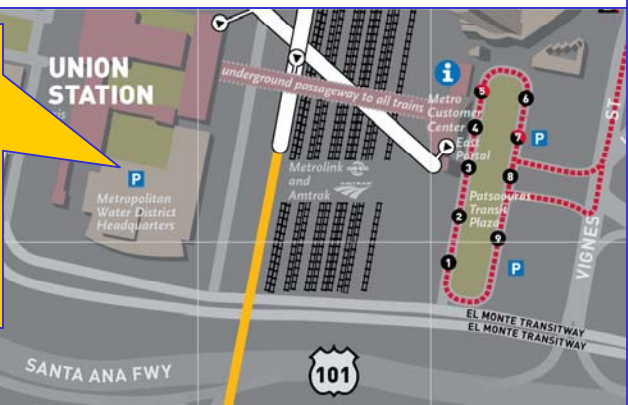 UNION
STATION
underground passageway to all trains
i
Metro
Customer
Center
East
Portal
5
6
4
7
P
3
8
Metrolink
and
Amtrak
P
Metropolitan
Water District
Headquarters
Patsaouras
Transit
Plaza
2
9
1
P
ST
VIGNES
EL MONTE TRANSITWAY
EL MONTE TRANSITWAY
SANTA ANA FWY
101